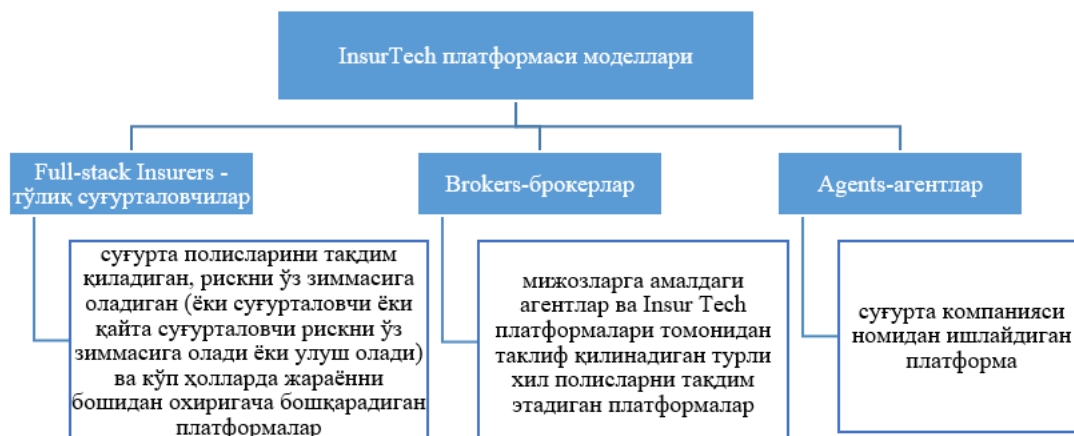 InsurTech платформаси моделлари
Full-stack Insurers -
тўлиқ суғурталовчилар
Brokers-брокерлар
Agents-агентлар
суғурта полисларини тақдим
қиладиган, рискни ўз зиммасига
оладиган (ёки суғурталовчи ёки
қайта суғурталовчи рискни ўз
зиммасига олади ёки улуш олади)
ва кўп ҳолларда жараённи
бошидан охиригача бошқарадиган
платформалар
мижозларга амалдаги
агентлар ва Insur Tech
платформалари томонидан
таклиф қилинадиган турли
хил полисларни тақдим
этадиган платформалар
суғурта компанияси
номидан ишлайдиган
платформа